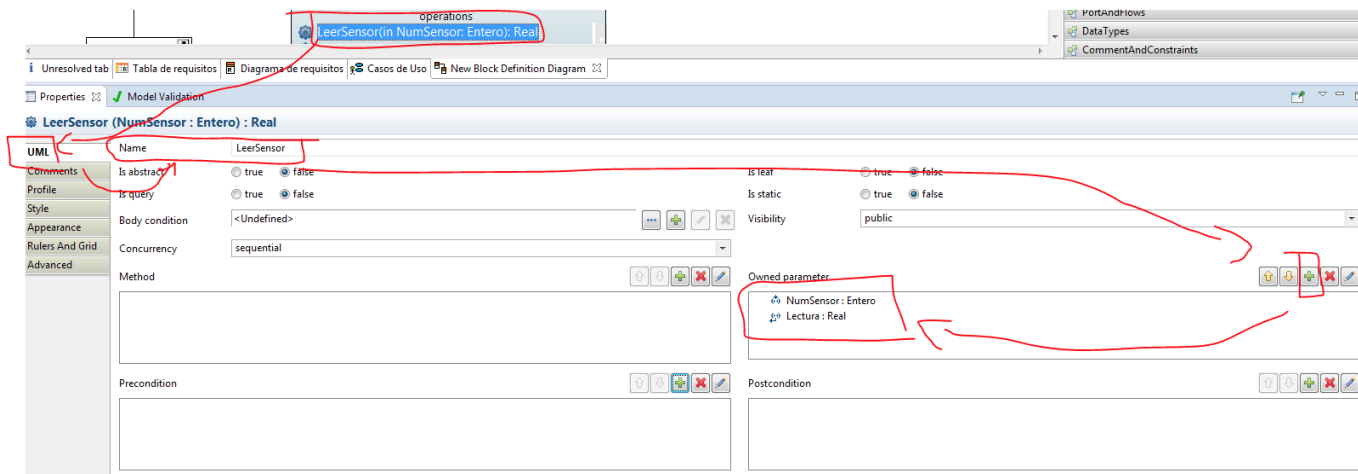 operations
LeerSensor(in NumSensor: Entero): Real
PortAndFlows
DataTypes
CommentAndConstraints
Unresolved tab Tabla de requisitos Diagrama de requisitos Casos de Uso New Block Definition Diagram
Properties Model Validation
LeerSensor (NumSensor : Entero) : Real
UML
Comments
Profile
Style
Appearance
Rulers And Grid
Advanced
Name LeerSensor
Is abstract true false Is leaf true false
Is query true false Is static true false
Body condition <Undefined> Visibility public
Concurrency sequential
Method Owned parameter
NumSensor : Entero
Lectura : Real
Precondition Postcondition